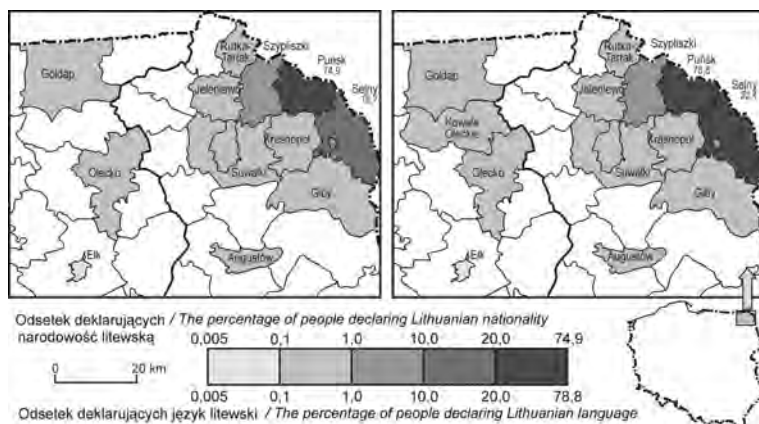 Gołdap
Olecko
Ełk
Rutka-
Tartak
Szypliszki
Puńsk
74,9
Sejny
Jeleniewo
Krasnopol
Suwałki
Giby
Augustów
Gołdap
Kowale
Oleckie
Olecko
Ełk
Rutka-
Tartak
Szypliszki
Puńsk
Sejny
Jeleniewo
Krasnopol
Suwałki
Giby
Augustów
Odsetek deklarujących / The percentage of people declaring Lithuanian nationality
narodowość litewską
0,005 0,1 1,0 10,0 20,0 74,9
0 20 km
0,005 0,1 1,0 10,0 20,0 78,8
Odsetek deklarujących język litewski / The percentage of people declaring Lithuanian language